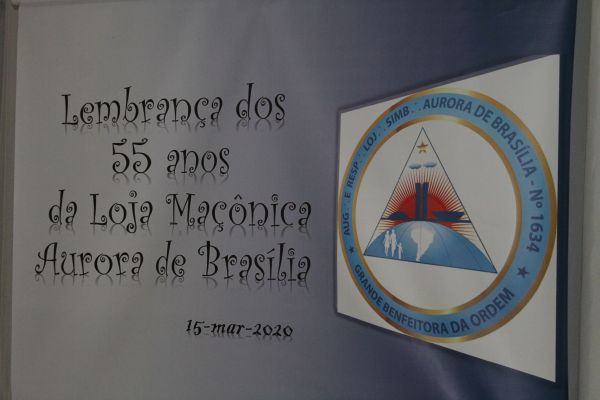 Lembrança dos
55 anos
da Loja Maçônica
Aurora de Brasília
15-mar-2020
AUG∴ E RESP∴ LOJ∴ SIMB∴ AURORA DE BRASÍLIA - Nº 1634
GRANDE BENFEITORA DA ORDEM